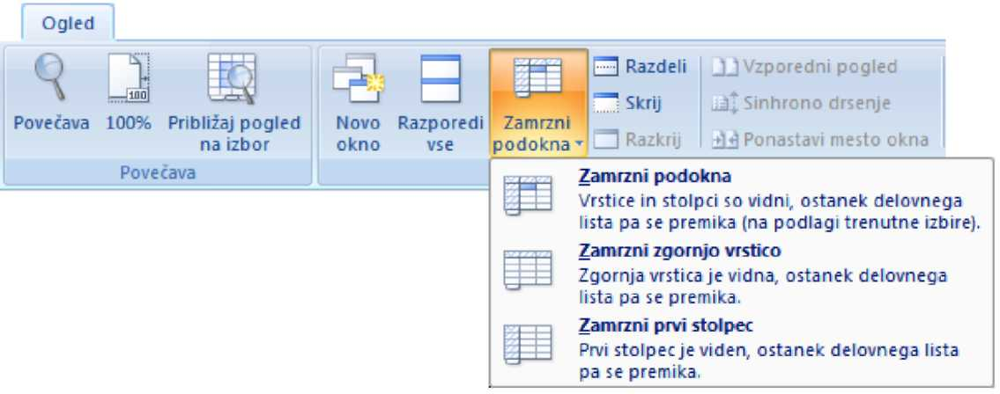 Ogled
Povečava
100
100%
Približaj pogled
na izbor
Povečava
Novo
okno
Razporedi
vse
Zamrzni
podokna
Razdeli
Skrij
Razkrij
Vzporedni pogled
Sinhrono drsenje
Ponastavi mesto okna
Zamrzni podokna
Vrstice in stolpci so vidni, ostanek delovnega
lista pa se premika (na podlagi trenutne izbire).
Zamrzni zgornjo vrstico
Zgornja vrstica je vidna, ostanek delovnega
lista pa se premika.
Zamrzni prvi stolpec
Prvi stolpec je viden, ostanek delovnega lista
pa se premika.